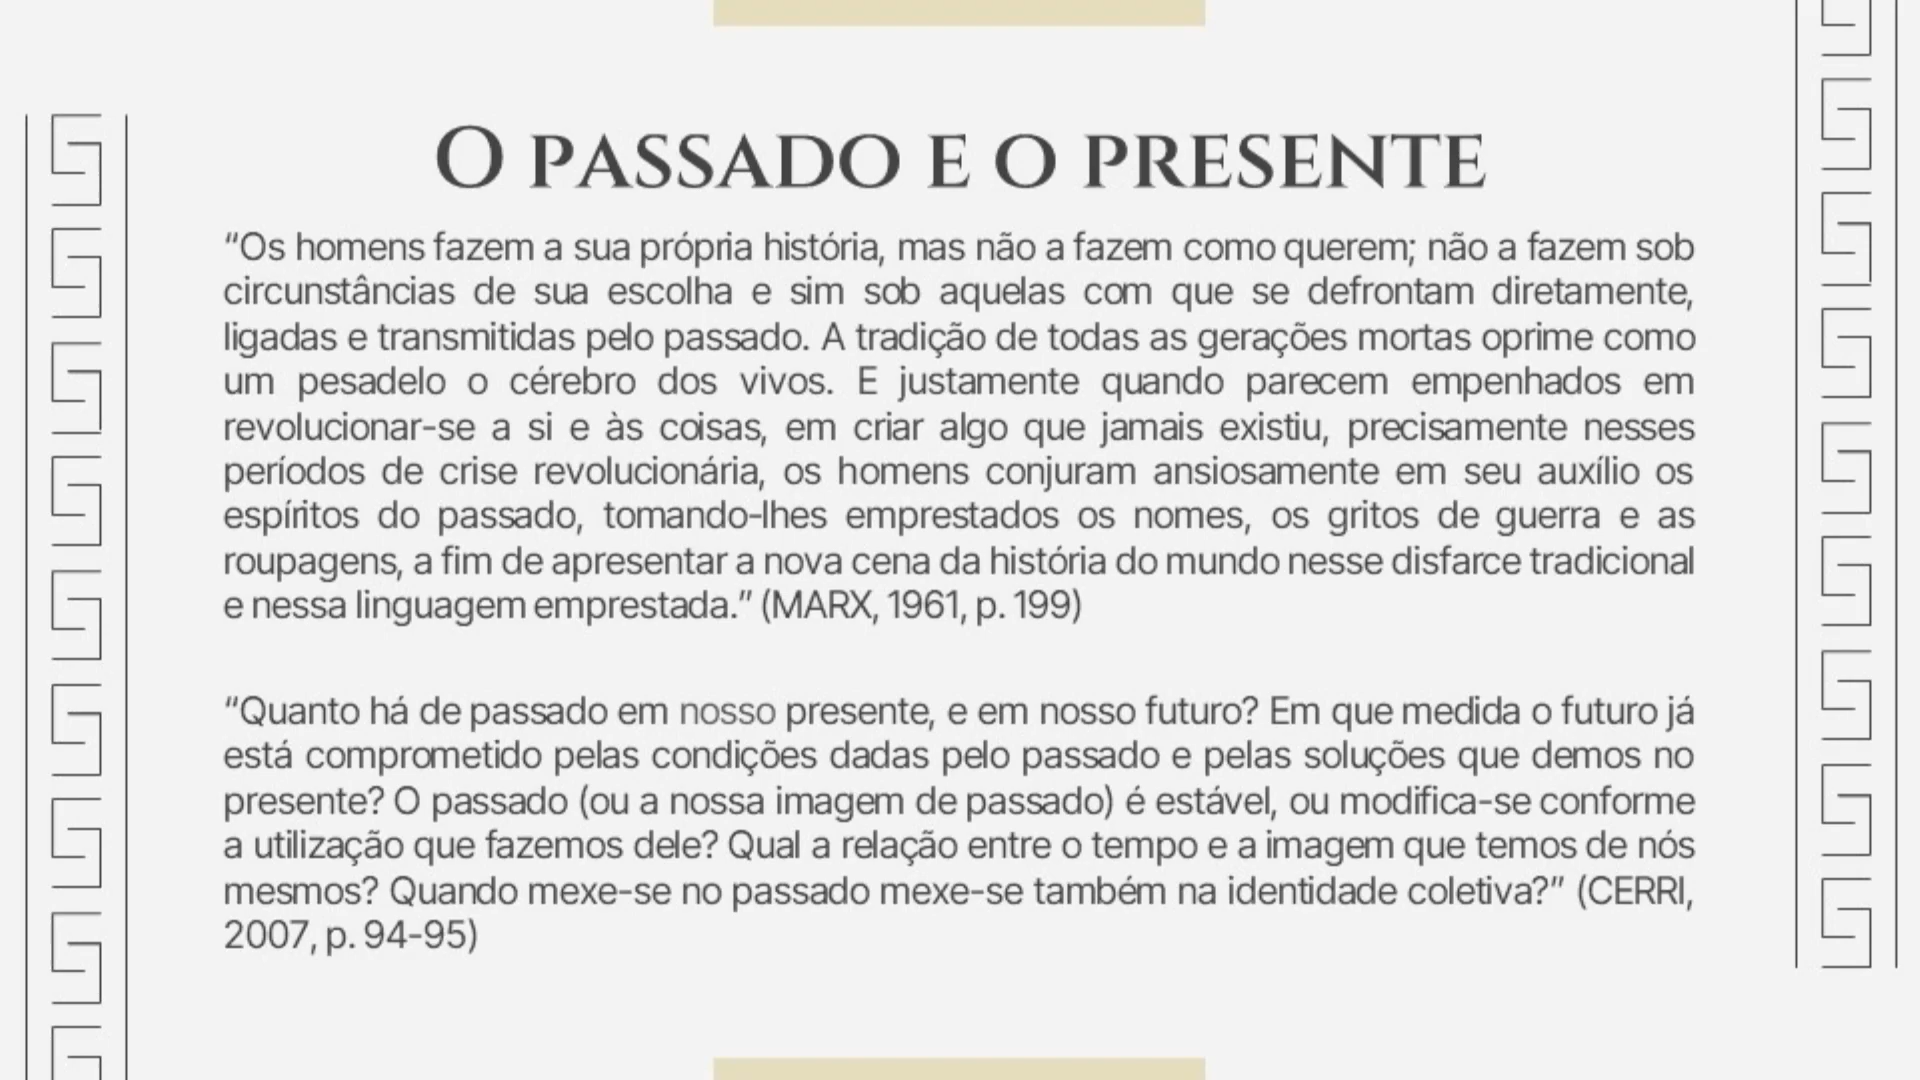 O PASSADO E O PRESENTE
“Os homens fazem a sua própria história, mas não a fazem como querem; não a fazem sob
circunstâncias de sua escolha e sim sob aquelas com que se defrontam diretamente,
ligadas e transmitidas pelo passado. A tradição de todas as gerações mortas oprime como
um pesadelo o cérebro dos vivos. E justamente quando parecem empenhados em
revolucionar-se a si e às coisas, em criar algo que jamais existiu, precisamente nesses
períodos de crise revolucionária, os homens conjuram ansiosamente em seu auxílio os
espíritos do passado, tomando-lhes emprestados os nomes, os gritos de guerra e as
roupagens, a fim de apresentar a nova cena da história do mundo nesse disfarce tradicional
e nessa linguagem emprestada.” (MARX, 1961, p. 199)
“Quanto há de passado em nosso presente, e em nosso futuro? Em que medida o futuro já
está comprometido pelas condições dadas pelo passado e pelas soluções que demos no
presente? O passado (ou a nossa imagem de passado) é estável, ou modifica-se conforme
a utilização que fazemos dele? Qual a relação entre o tempo e a imagem que temos de nós
mesmos? Quando mexe-se no passado mexe-se também na identidade coletiva?” (CERRI,
2007, p. 94-95)